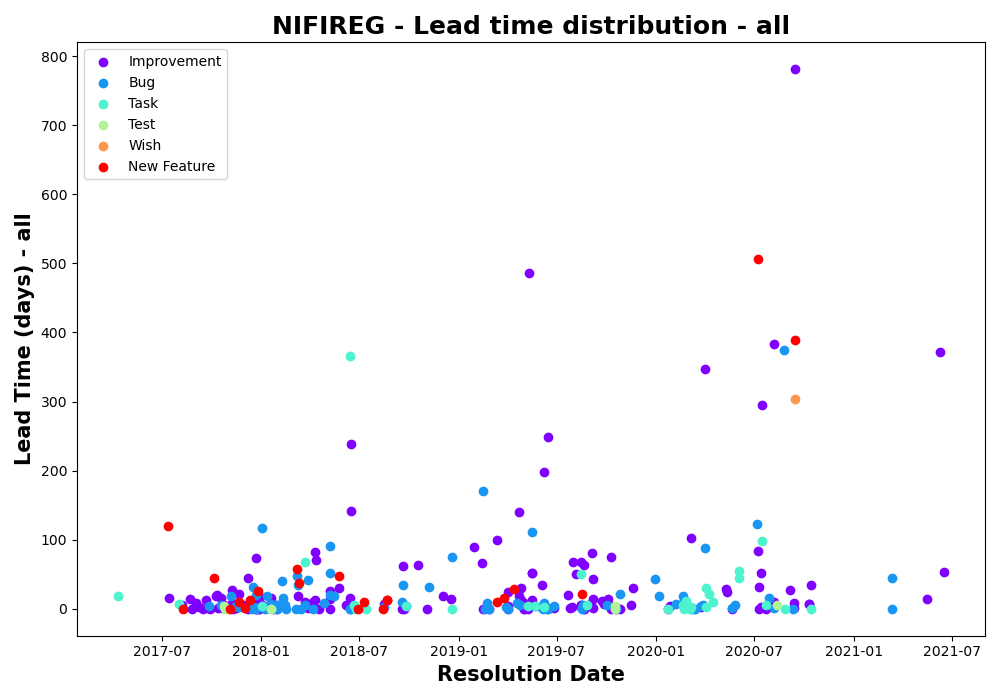 NIFIREG - Lead time distribution - all
Improvement
Bug
Task
Test
Wish
New Feature
800
700
600
500
400
300
200
100
0
Lead Time (days) - all
2017-07
2018-01
2018-07
2019-01
2019-07
2020-01
2020-07
2021-01
2021-07
Resolution Date